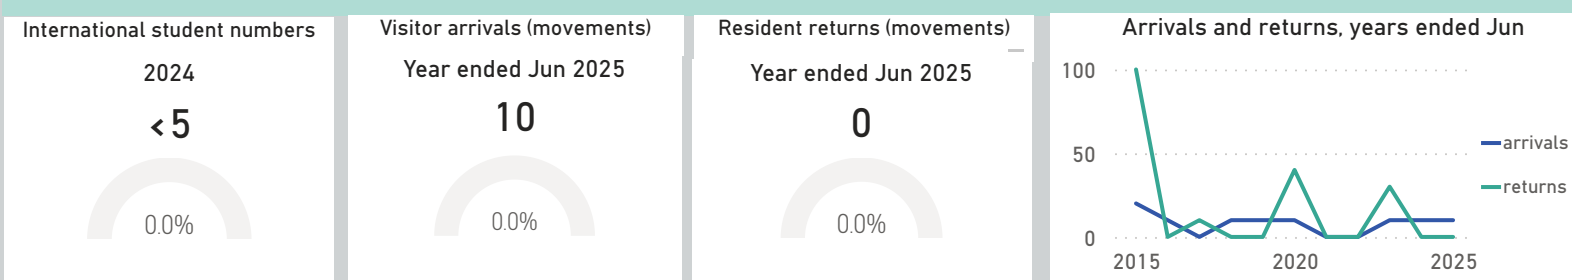 International student numbers
2024
<5
0.0%
Visitor arrivals (movements)
Year ended Jun 2025
10
0.0%
Resident returns (movements)
Year ended Jun 2025
0
0.0%
Arrivals and returns, years ended Jun
100
50
0
2015
2020
2025
arrivals
returns